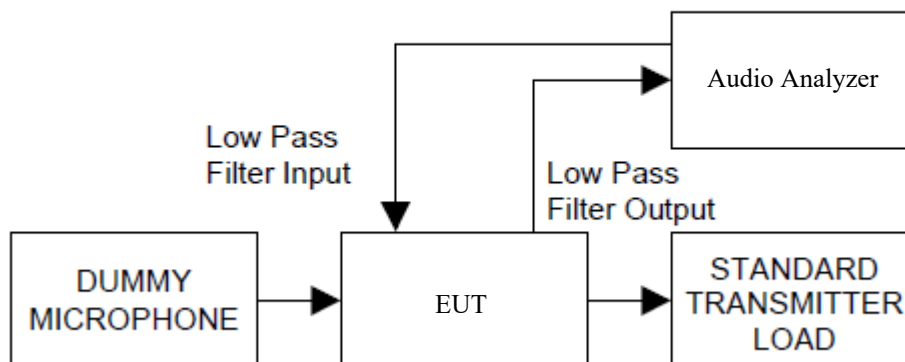 Audio Analyzer
Low Pass
Filter Input
Low Pass
Filter Output
DUMMY
MICROPHONE
EUT
STANDARD
TRANSMITTER
LOAD